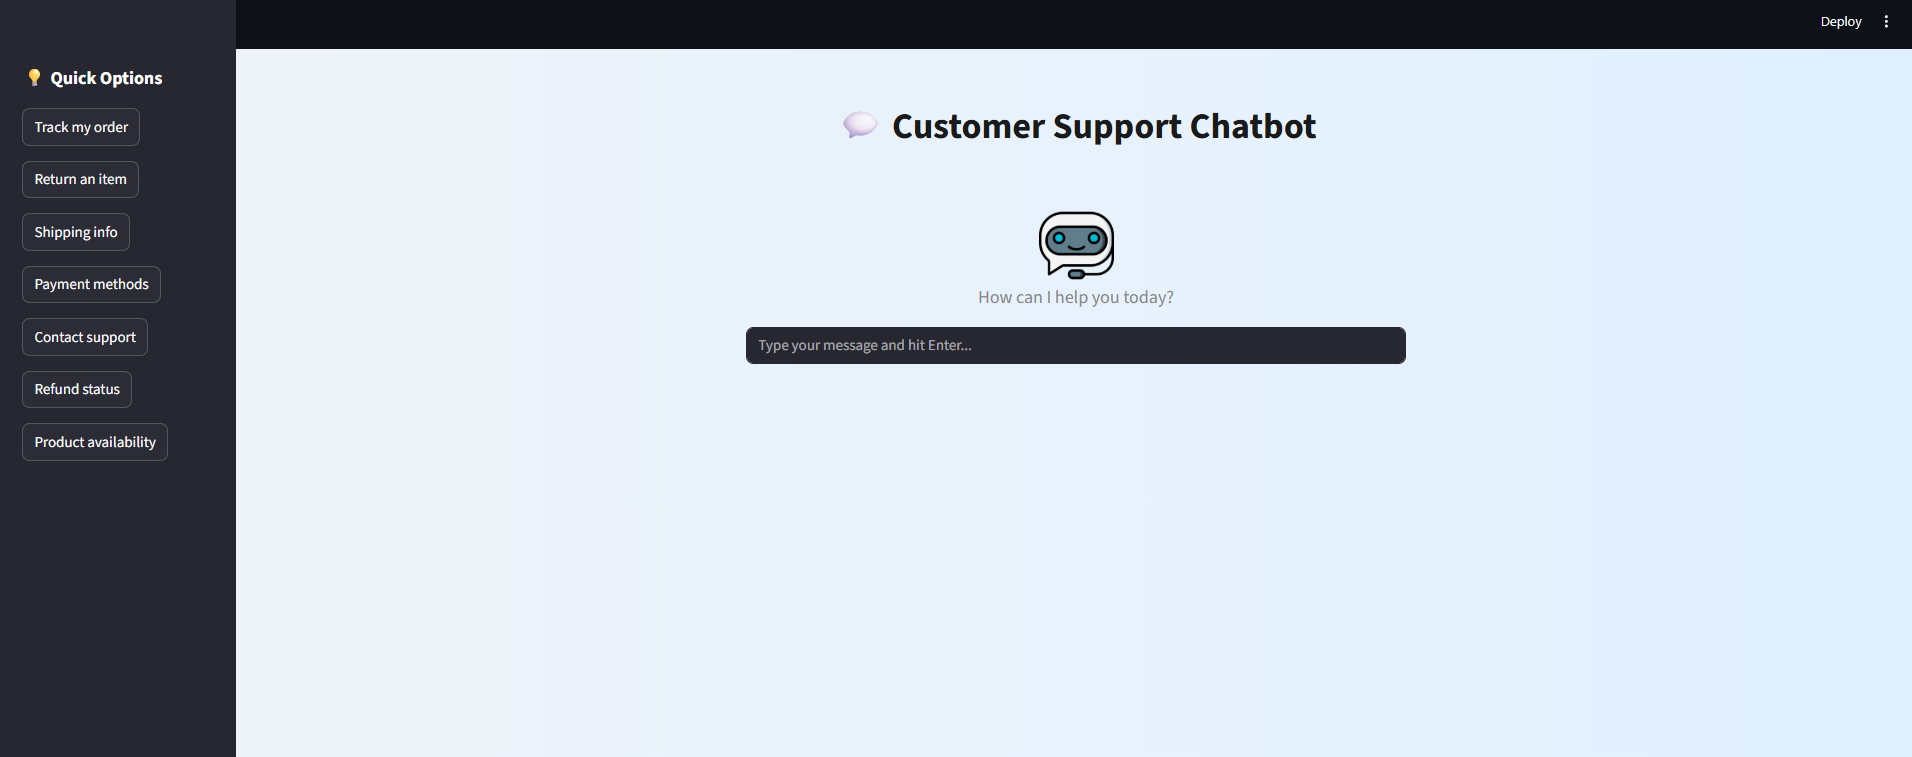 Deploy
Quick Options
Track my order
Return an item
Shipping info
Payment methods
Contact support
Refund status
Product availability
Customer Support Chatbot
How can I help you today?
Type your message and hit Enter...